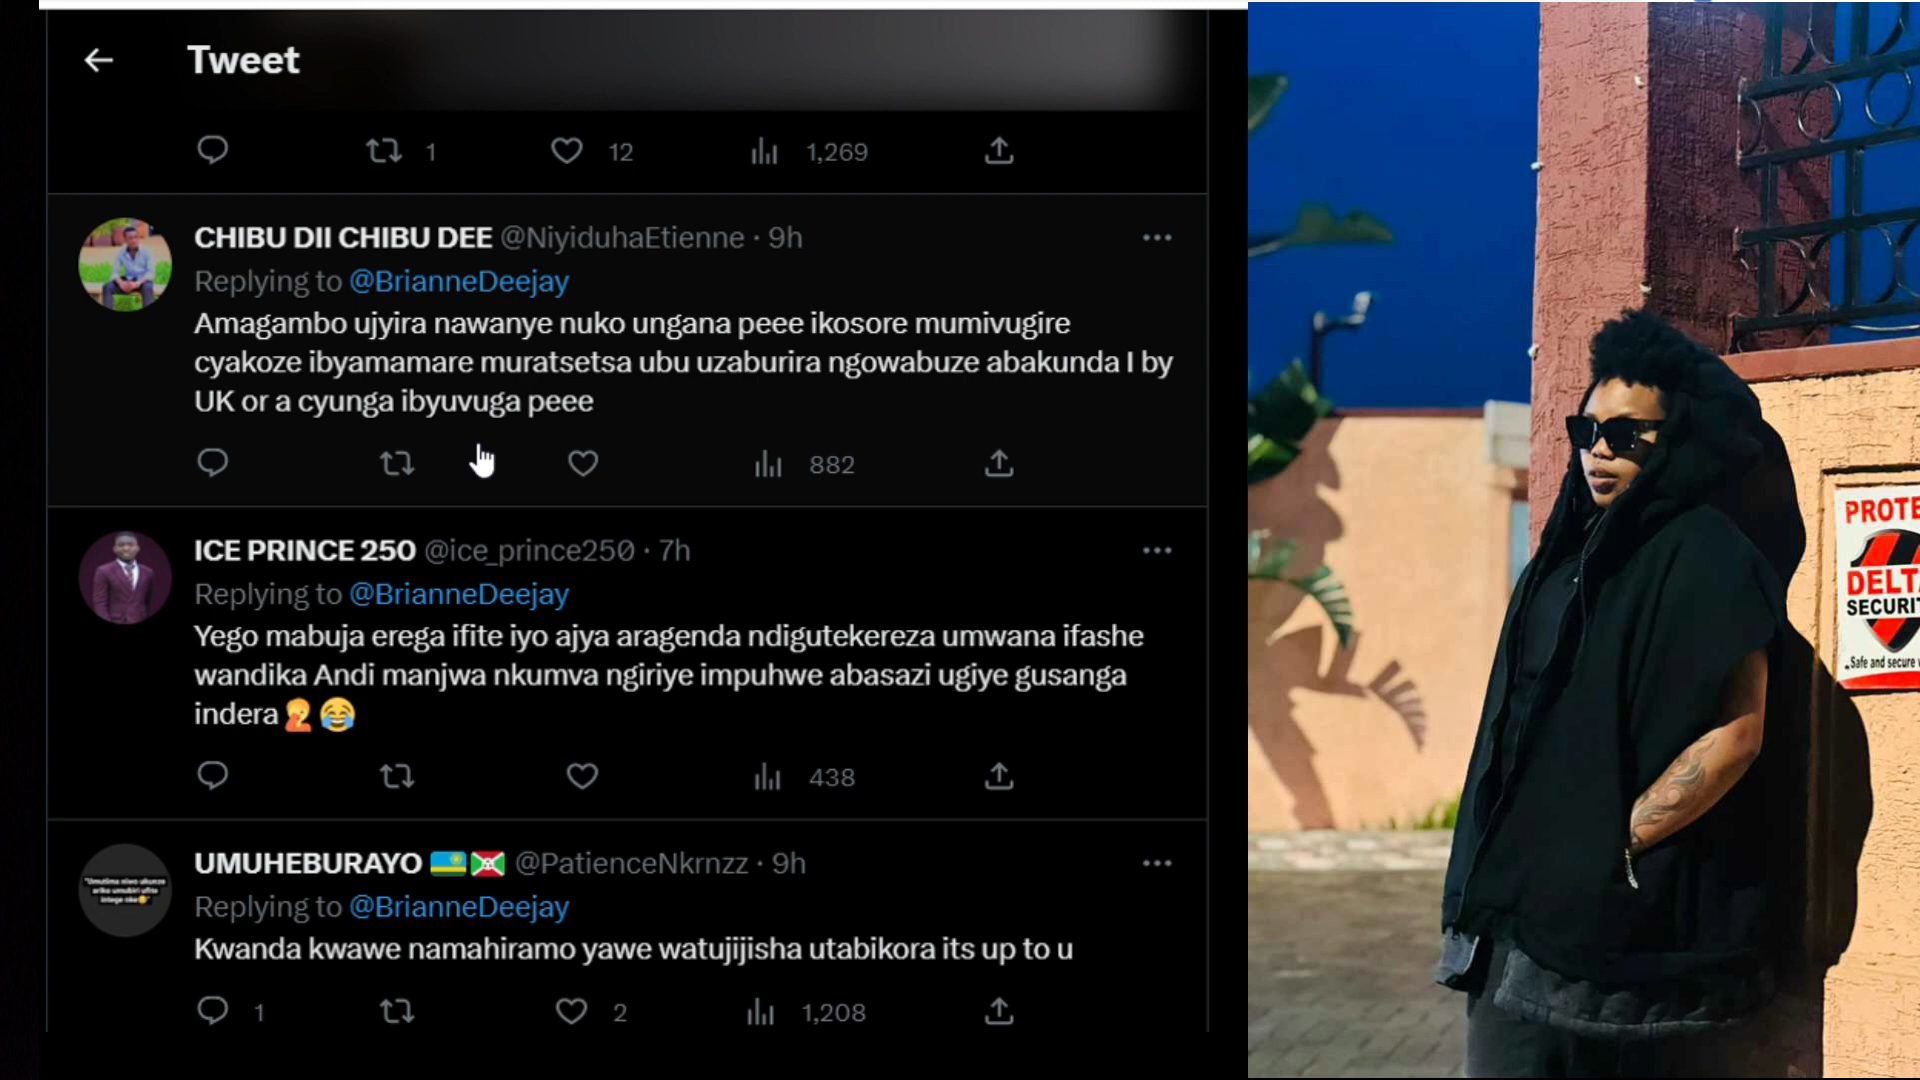 Tweet
1 12 1,269
CHIBU DII CHIBU DEE @NiyiduhaEtienne · 9h
Replying to @BrianneDeejay
Amagambo ujyira nawanye nuko ungana peee ikosore mumivugire
cyakoze ibyamamare muratsetsa ubu uzaburira ngowabuze abakunda I by
UK or a cyunga ibyuvuga peee
882
ICE PRINCE 250 @ice_prince250 · 7h
Replying to @BrianneDeejay
Yego mabuja erega ifite iyo ajya aragenda ndigutekereza umwana ifashe
wandika Andi manjwa nkumva ngiriye impuhwe abasazi ugiye gusanga
indera🤦😂
438
UMUHEBURAYO 🇷🇼🇧🇮 @PatienceNkrnzz · 9h
Replying to @BrianneDeejay
Kwanda kwawe namahiramo yawe watujijisha utabikora its up to u
1 2 1,208
PROTE
DELT
SECURIT
Safe and secure